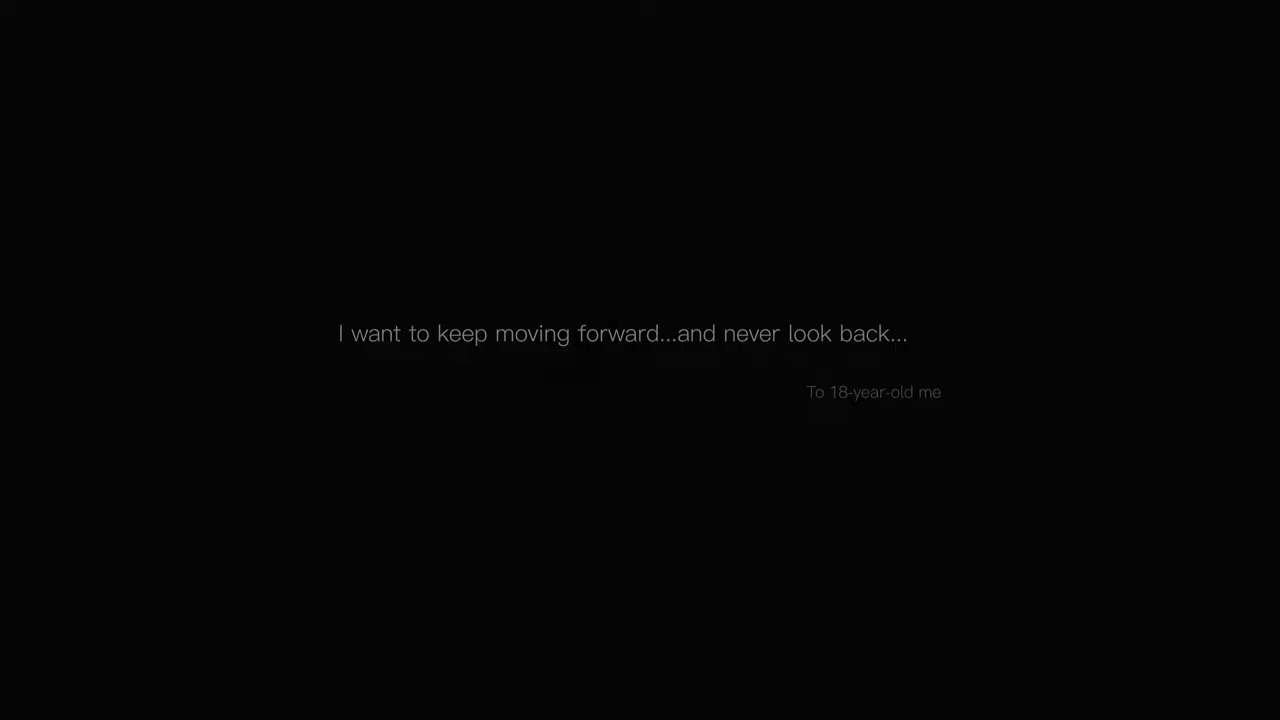 I want to keep moving forward...and never look back...
To 18-year-old me